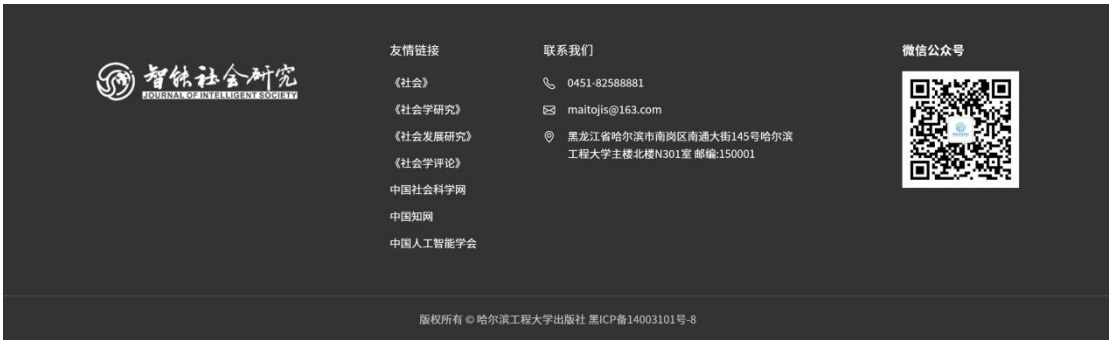 智能社会研究
JOURNAL OF INTELLIGENT SOCIETY
友情链接
《社会》
《社会学研究》
《社会发展研究》
《社会学评论》
中国社会科学网
中国知网
中国人工智能学会
联系我们
0451-82588881
maitojis@163.com
黑龙江省哈尔滨市南岗区南通大街145号哈尔滨
工程大学主楼北楼N301室 邮编:150001
微信公众号
版权所有 © 哈尔滨工程大学出版社 黑ICP备14003101号-8